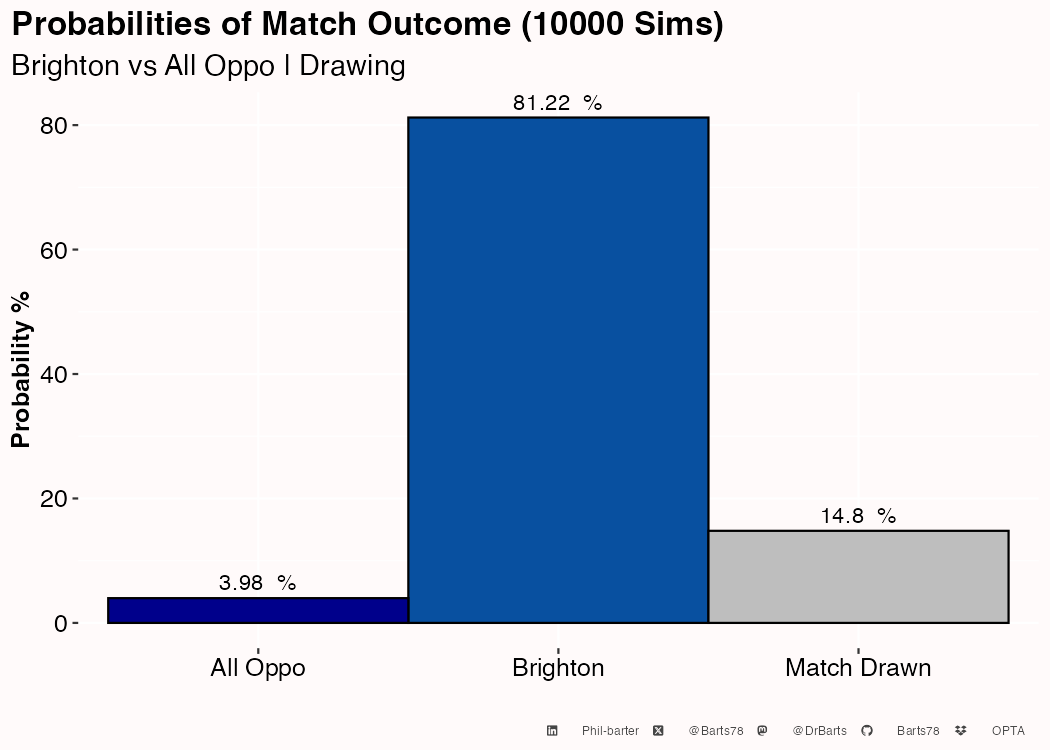 Probabilities of Match Outcome (10000 Sims)
Brighton vs All Oppo | Drawing
81.22 %
80
60
Probability %
40
20
14.8 %
3.98 %
0
All Oppo Brighton Match Drawn
Phil-barter @Barts78 @DrBarts Barts78 OPTA